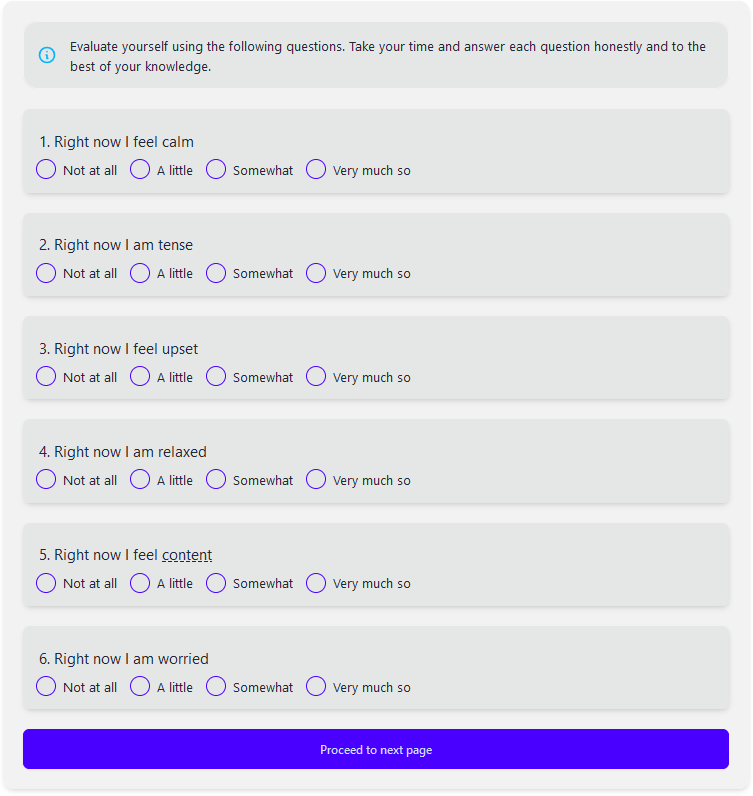 Evaluate yourself using the following questions. Take your time and answer each question honestly and to the
best of your knowledge.
1. Right now I feel calm
Not at all A little Somewhat Very much so
2. Right now I am tense
Not at all A little Somewhat Very much so
3. Right now I feel upset
Not at all A little Somewhat Very much so
4. Right now I am relaxed
Not at all A little Somewhat Very much so
5. Right now I feel content
Not at all A little Somewhat Very much so
6. Right now I am worried
Not at all A little Somewhat Very much so
Proceed to next page